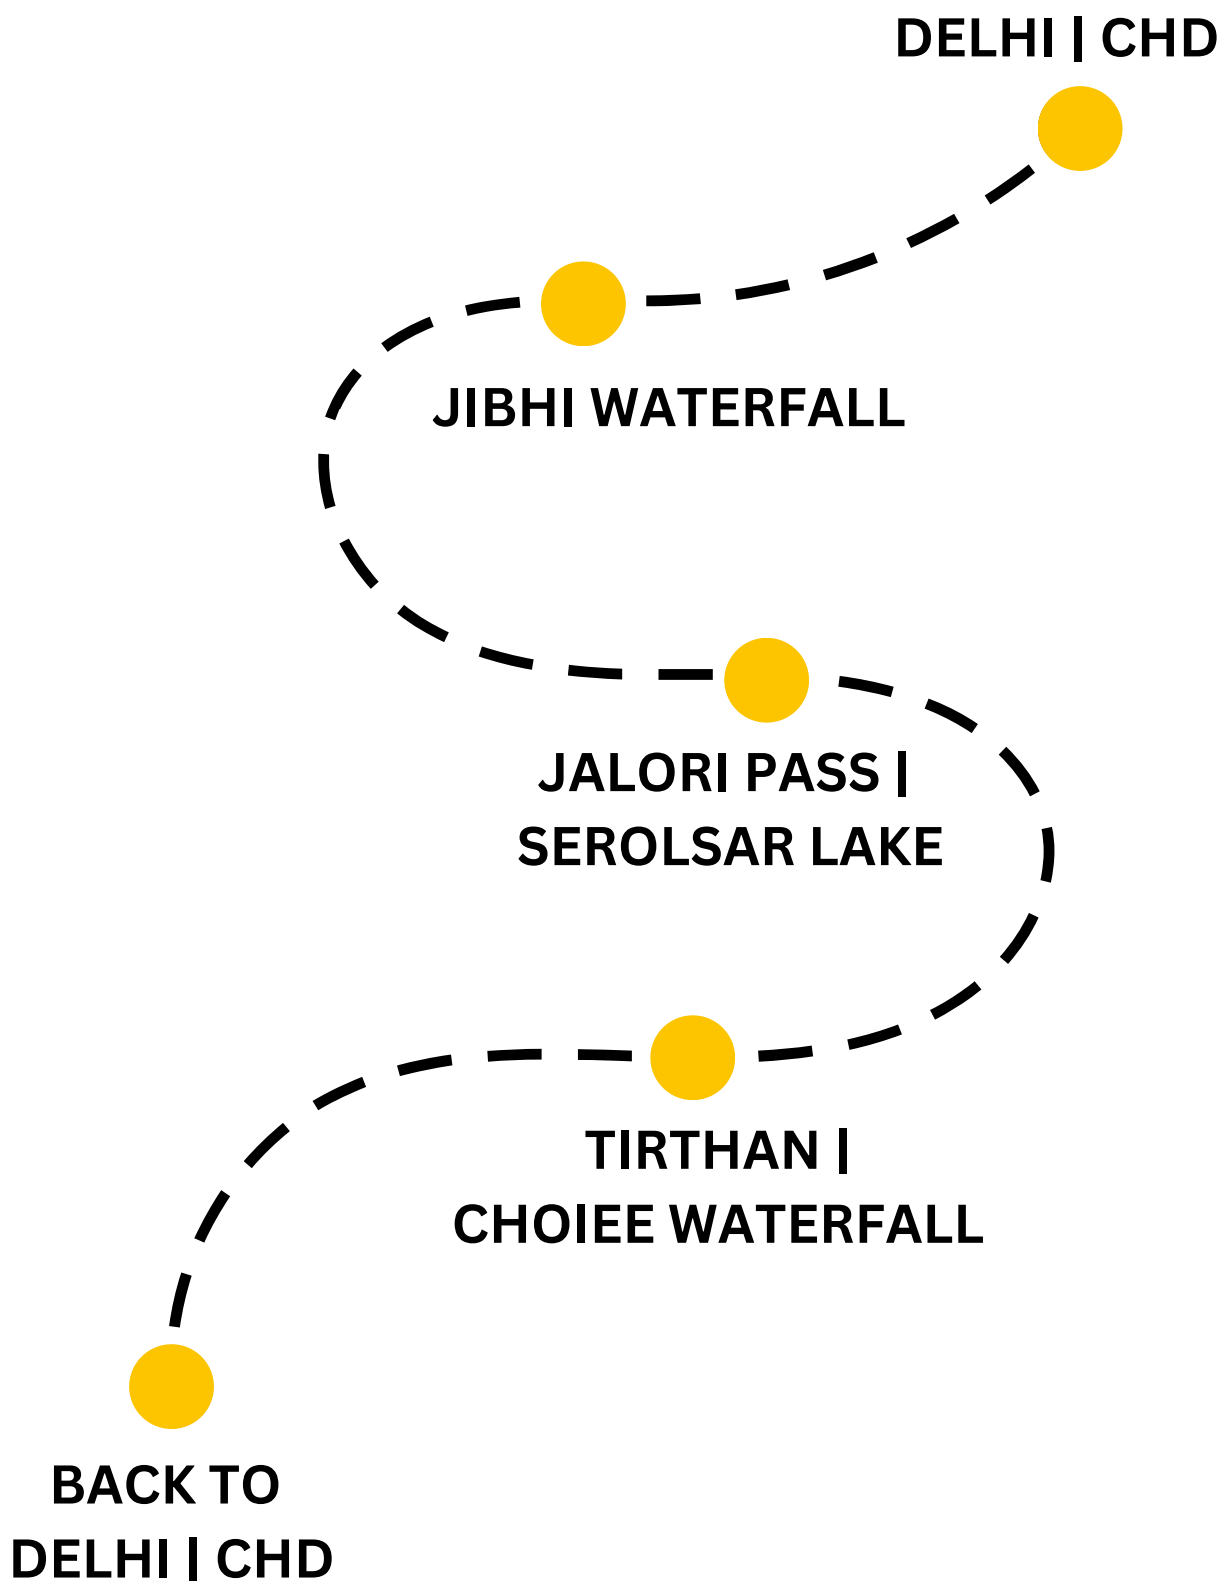 DELHI | CHD
JIBHI WATERFALL
JALORI PASS |
SEROLSAR LAKE
TIRTHAN |
CHOIEE WATERFALL
BACK TO
DELHI | CHD